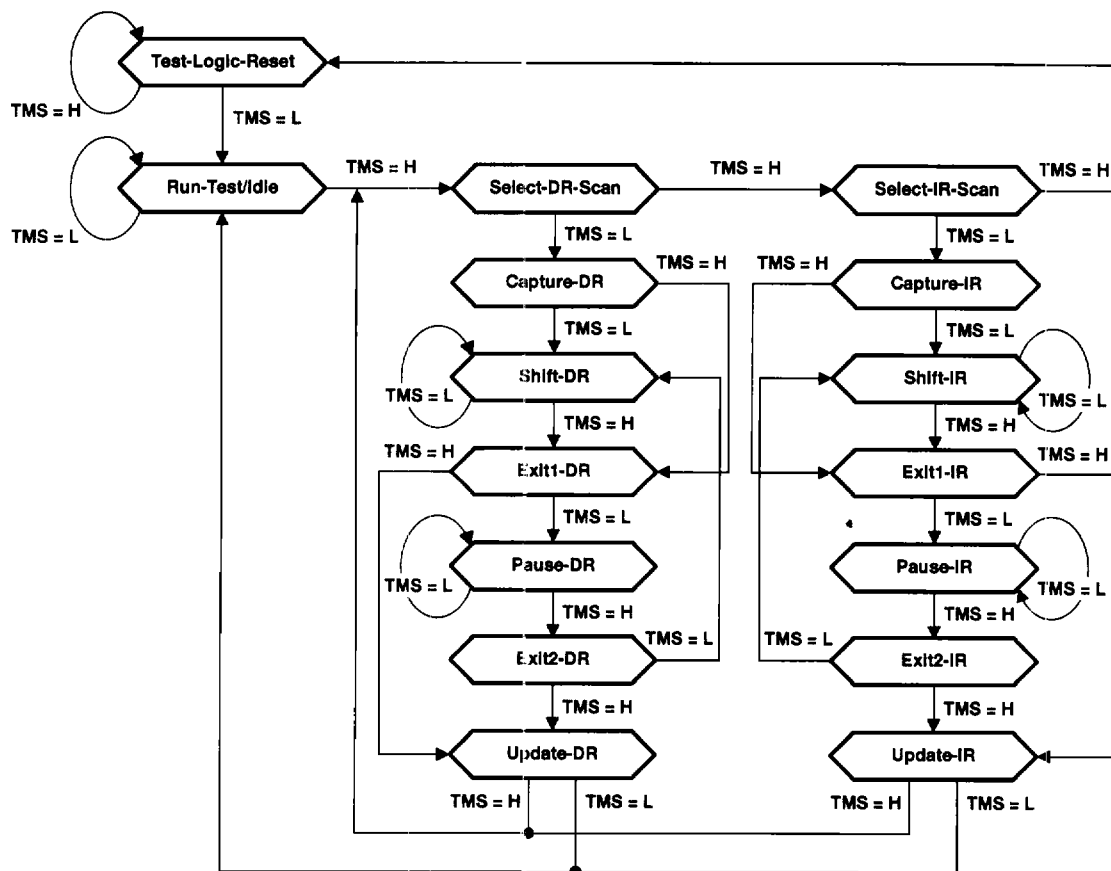 Test-Logic-Reset
TMS = H
TMS = L
Run-Test/Idle
TMS = H
Select-DR-Scan
TMS = H
Select-IR-Scan
TMS = H
TMS = L
TMS = L
TMS = L
Capture-DR
TMS = H
TMS = H
Capture-IR
TMS = L
TMS = L
Shift-DR
Shift-IR
TMS = L
TMS = L
TMS = H
TMS = H
TMS = H
Exit1-DR
Exit1-IR
TMS = H
TMS = L
TMS = L
Pause-DR
Pause-IR
TMS = L
TMS = L
TMS = H
TMS = H
Exit2-DR
TMS = L
TMS = L
Exit2-IR
TMS = H
TMS = H
Update-DR
Update-IR
TMS = H
TMS = L
TMS = H
TMS = L